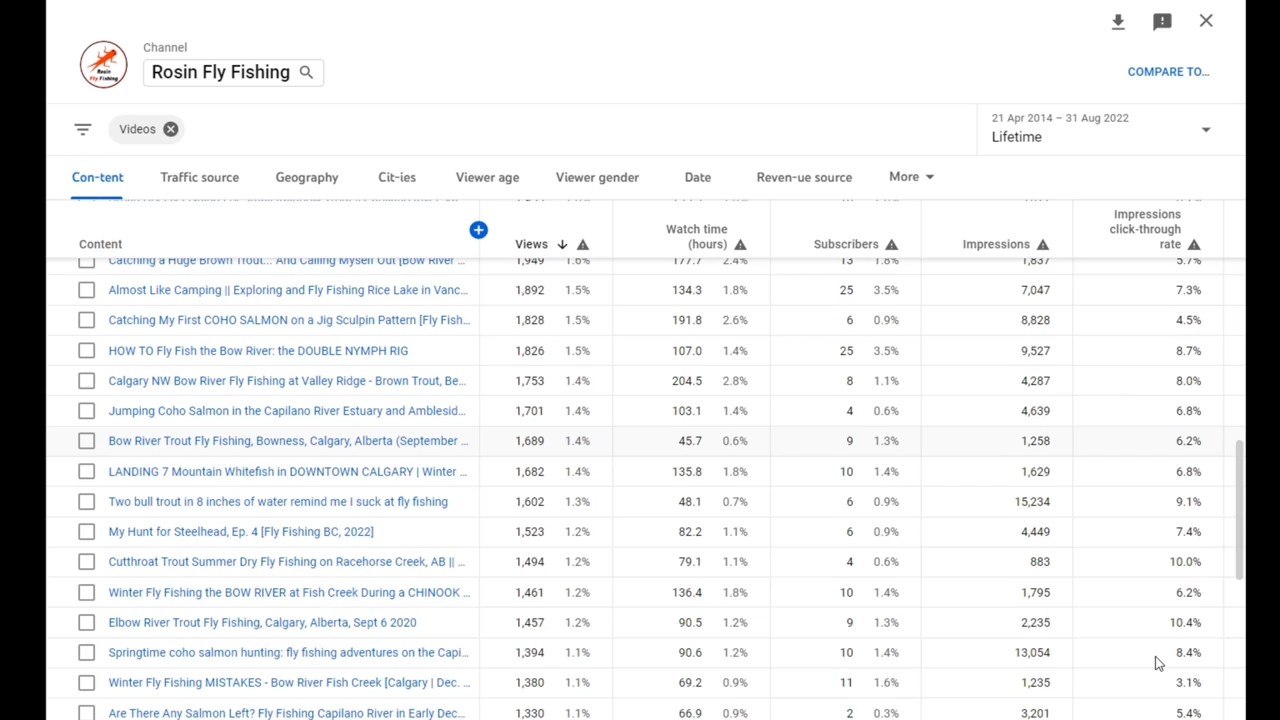 Channel
Rosin Fly Fishing
Rosin
Fly Fishing
COMPARE TO...
Videos
21 Apr 2014 – 31 Aug 2022
Lifetime
Con-tent Traffic source Geography Cit-ies Viewer age Viewer gender Date Reven-ue source More
Content Views Watch time (hours) Subscribers Impressions Impressions click-through rate
Catching a Huge Brown Trout... And Calling Myself Out [Bow River ... 1,949 1.6% 177.7 2.4% 13 1.8% 1,837 5.7%
Almost Like Camping || Exploring and Fly Fishing Rice Lake in Vanc... 1,892 1.5% 134.3 1.8% 25 3.5% 7,047 7.3%
Catching My First COHO SALMON on a Jig Sculpin Pattern [Fly Fish... 1,828 1.5% 191.8 2.6% 6 0.9% 8,828 4.5%
HOW TO Fly Fish the Bow River: the DOUBLE NYMPH RIG 1,826 1.5% 107.0 1.4% 25 3.5% 9,527 8.7%
Calgary NW Bow River Fly Fishing at Valley Ridge - Brown Trout, Be... 1,753 1.4% 204.5 2.8% 8 1.1% 4,287 8.0%
Jumping Coho Salmon in the Capilano River Estuary and Amblesid... 1,701 1.4% 103.1 1.4% 4 0.6% 4,639 6.8%
Bow River Trout Fly Fishing, Bowness, Calgary, Alberta (September ... 1,689 1.4% 45.7 0.6% 9 1.3% 1,258 6.2%
LANDING 7 Mountain Whitefish in DOWNTOWN CALGARY | Winter ... 1,682 1.4% 135.8 1.8% 10 1.4% 1,629 6.8%
Two bull trout in 8 inches of water remind me I suck at fly fishing 1,602 1.3% 48.1 0.7% 6 0.9% 15,234 9.1%
My Hunt for Steelhead, Ep. 4 [Fly Fishing BC, 2022] 1,523 1.2% 82.2 1.1% 6 0.9% 4,449 7.4%
Cutthroat Trout Summer Dry Fly Fishing on Racehorse Creek, AB || ... 1,494 1.2% 79.1 1.1% 4 0.6% 883 10.0%
Winter Fly Fishing the BOW RIVER at Fish Creek During a CHINOOK ... 1,461 1.2% 136.4 1.8% 10 1.4% 1,795 6.2%
Elbow River Trout Fly Fishing, Calgary, Alberta, Sept 6 2020 1,457 1.2% 90.5 1.2% 9 1.3% 2,235 10.4%
Springtime coho salmon hunting: fly fishing adventures on the Capi... 1,394 1.1% 90.6 1.2% 10 1.4% 13,054 8.4%
Winter Fly Fishing MISTAKES - Bow River Fish Creek [Calgary | Dec. ... 1,380 1.1% 69.2 0.9% 11 1.6% 1,235 3.1%
Are There Any Salmon Left? Fly Fishing Capilano River in Early Dec... 1,330 1.1% 66.9 0.9% 2 0.3% 3,201 5.4%